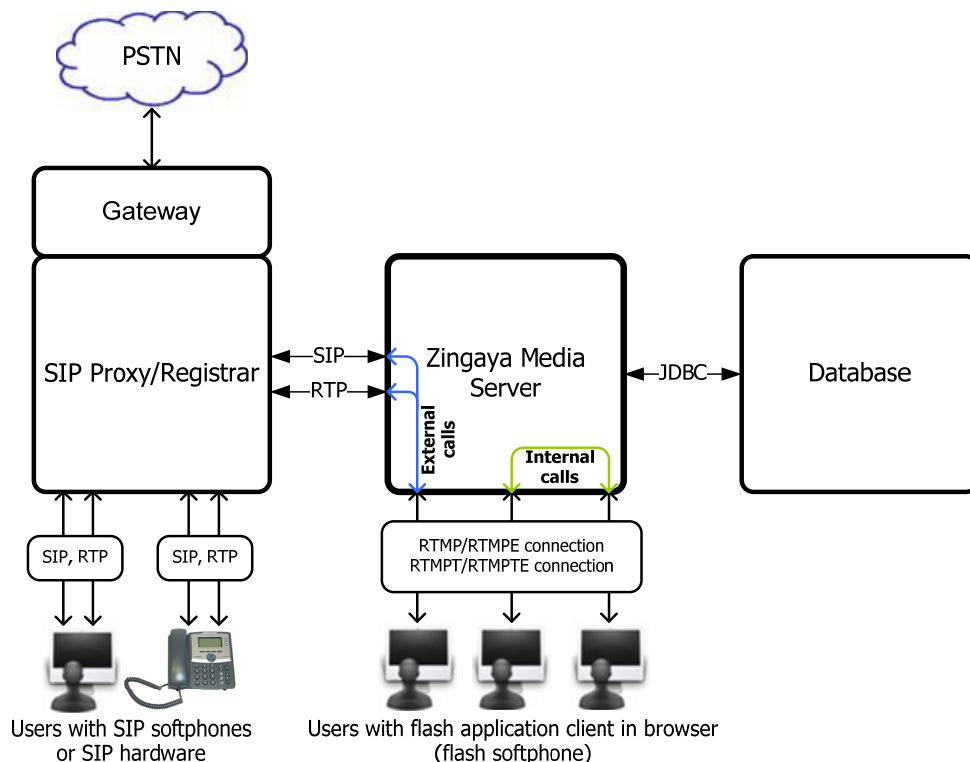 PSTN
Gateway
SIP Proxy/Registrar
SIP
RTP
Zingaya Media
Server
External
calls
Internal
calls
JDBC
Database
SIP, RTP
SIP, RTP
RTMP/RTMPE connection
RTMPT/RTMPTE connection
Users with SIP softphones
or SIP hardware
Users with flash application client in browser
(flash softphone)